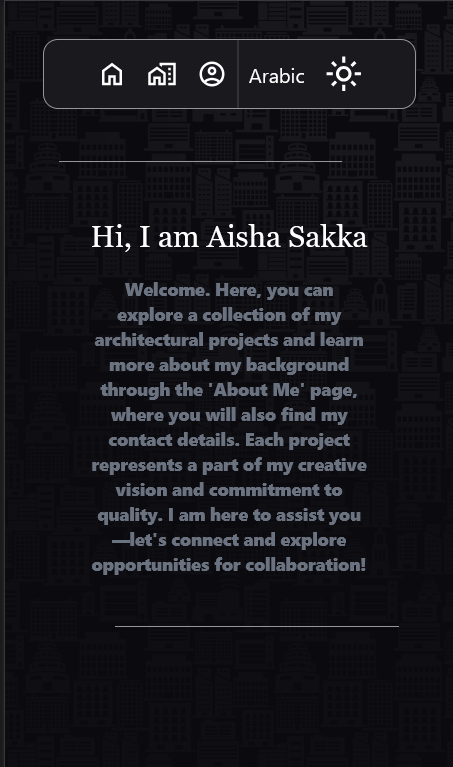 Arabic
Hi, I am Aisha Sakka
Welcome. Here, you can
explore a collection of my
architectural projects and learn
more about my background
through the 'About Me' page,
where you will also find my
contact details. Each project
represents a part of my creative
vision and commitment to
quality. I am here to assist you
—let's connect and explore
opportunities for collaboration!